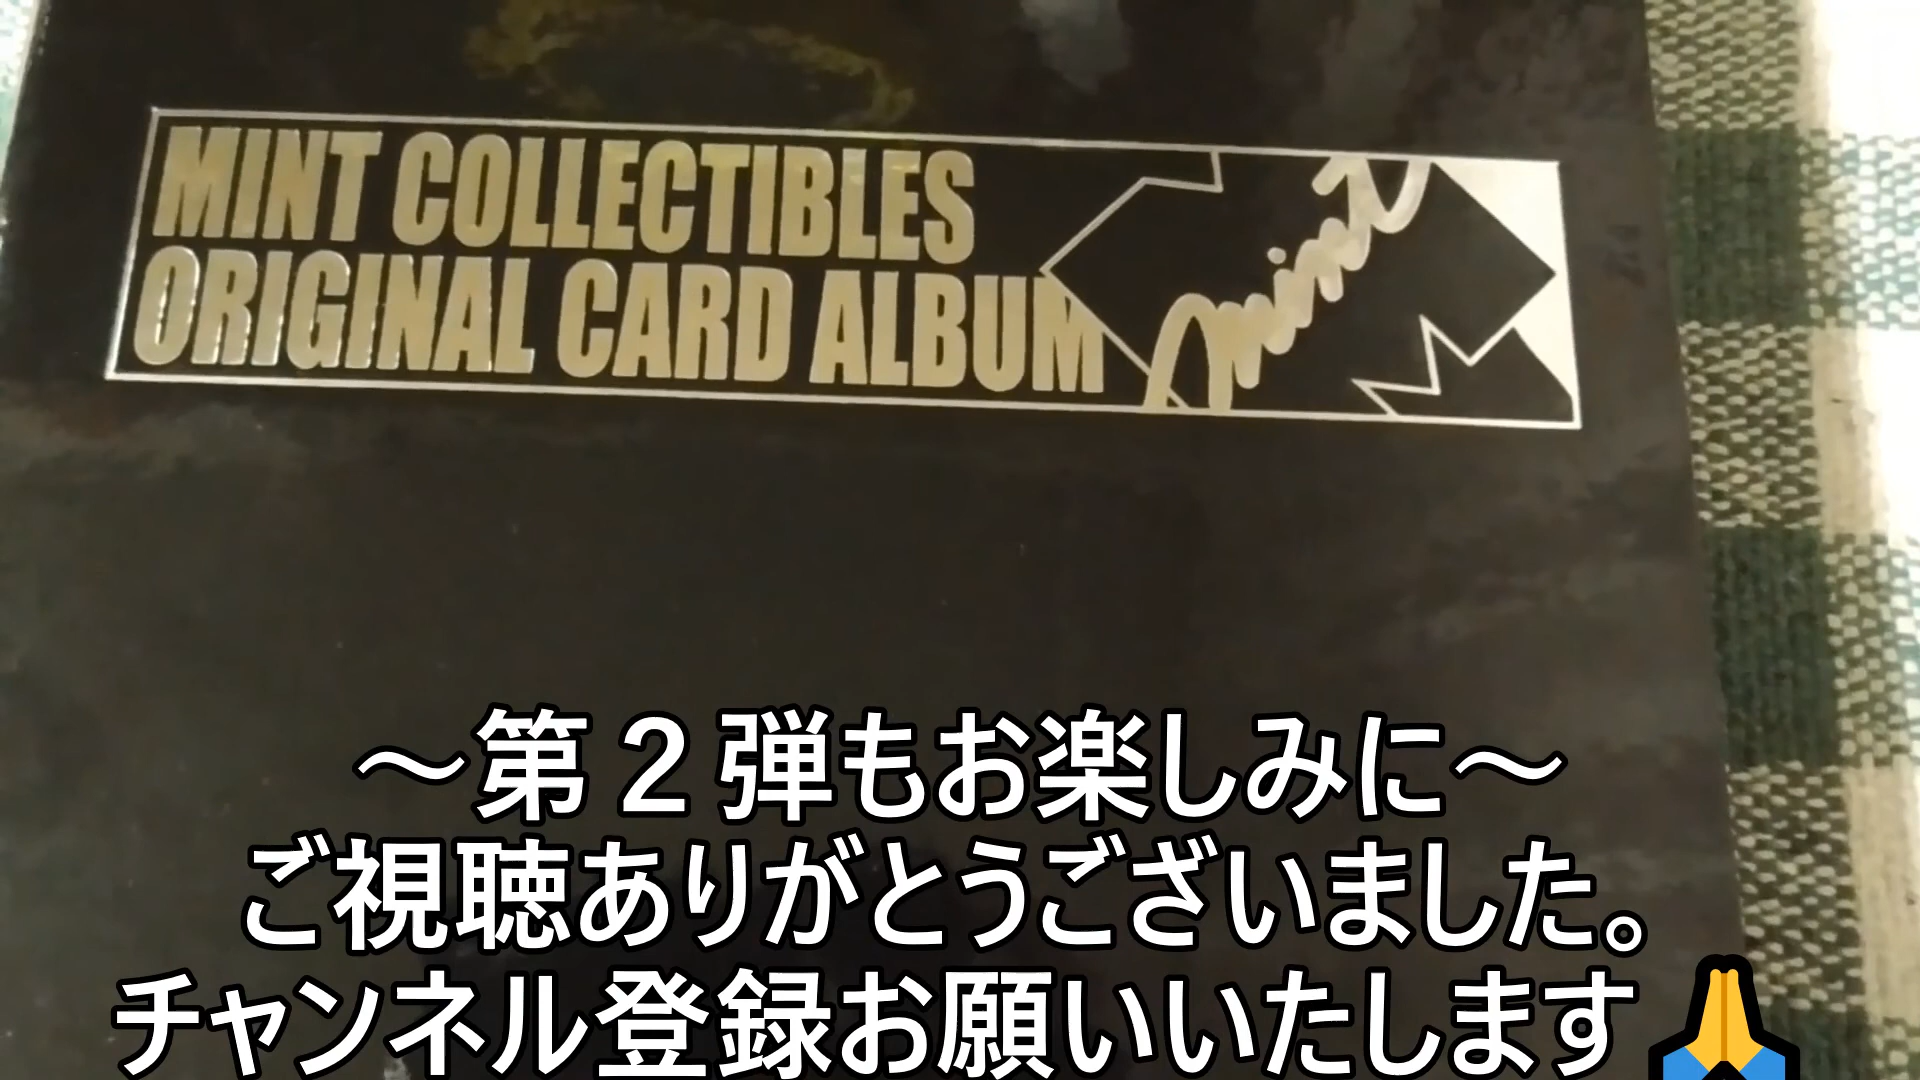 MINT COLLECTIBLES
ORIGINAL CARD ALBUM
mint
～第２弾もお楽しみに～
ご視聴ありがとうございました。
チャンネル登録お願いいたします🙏